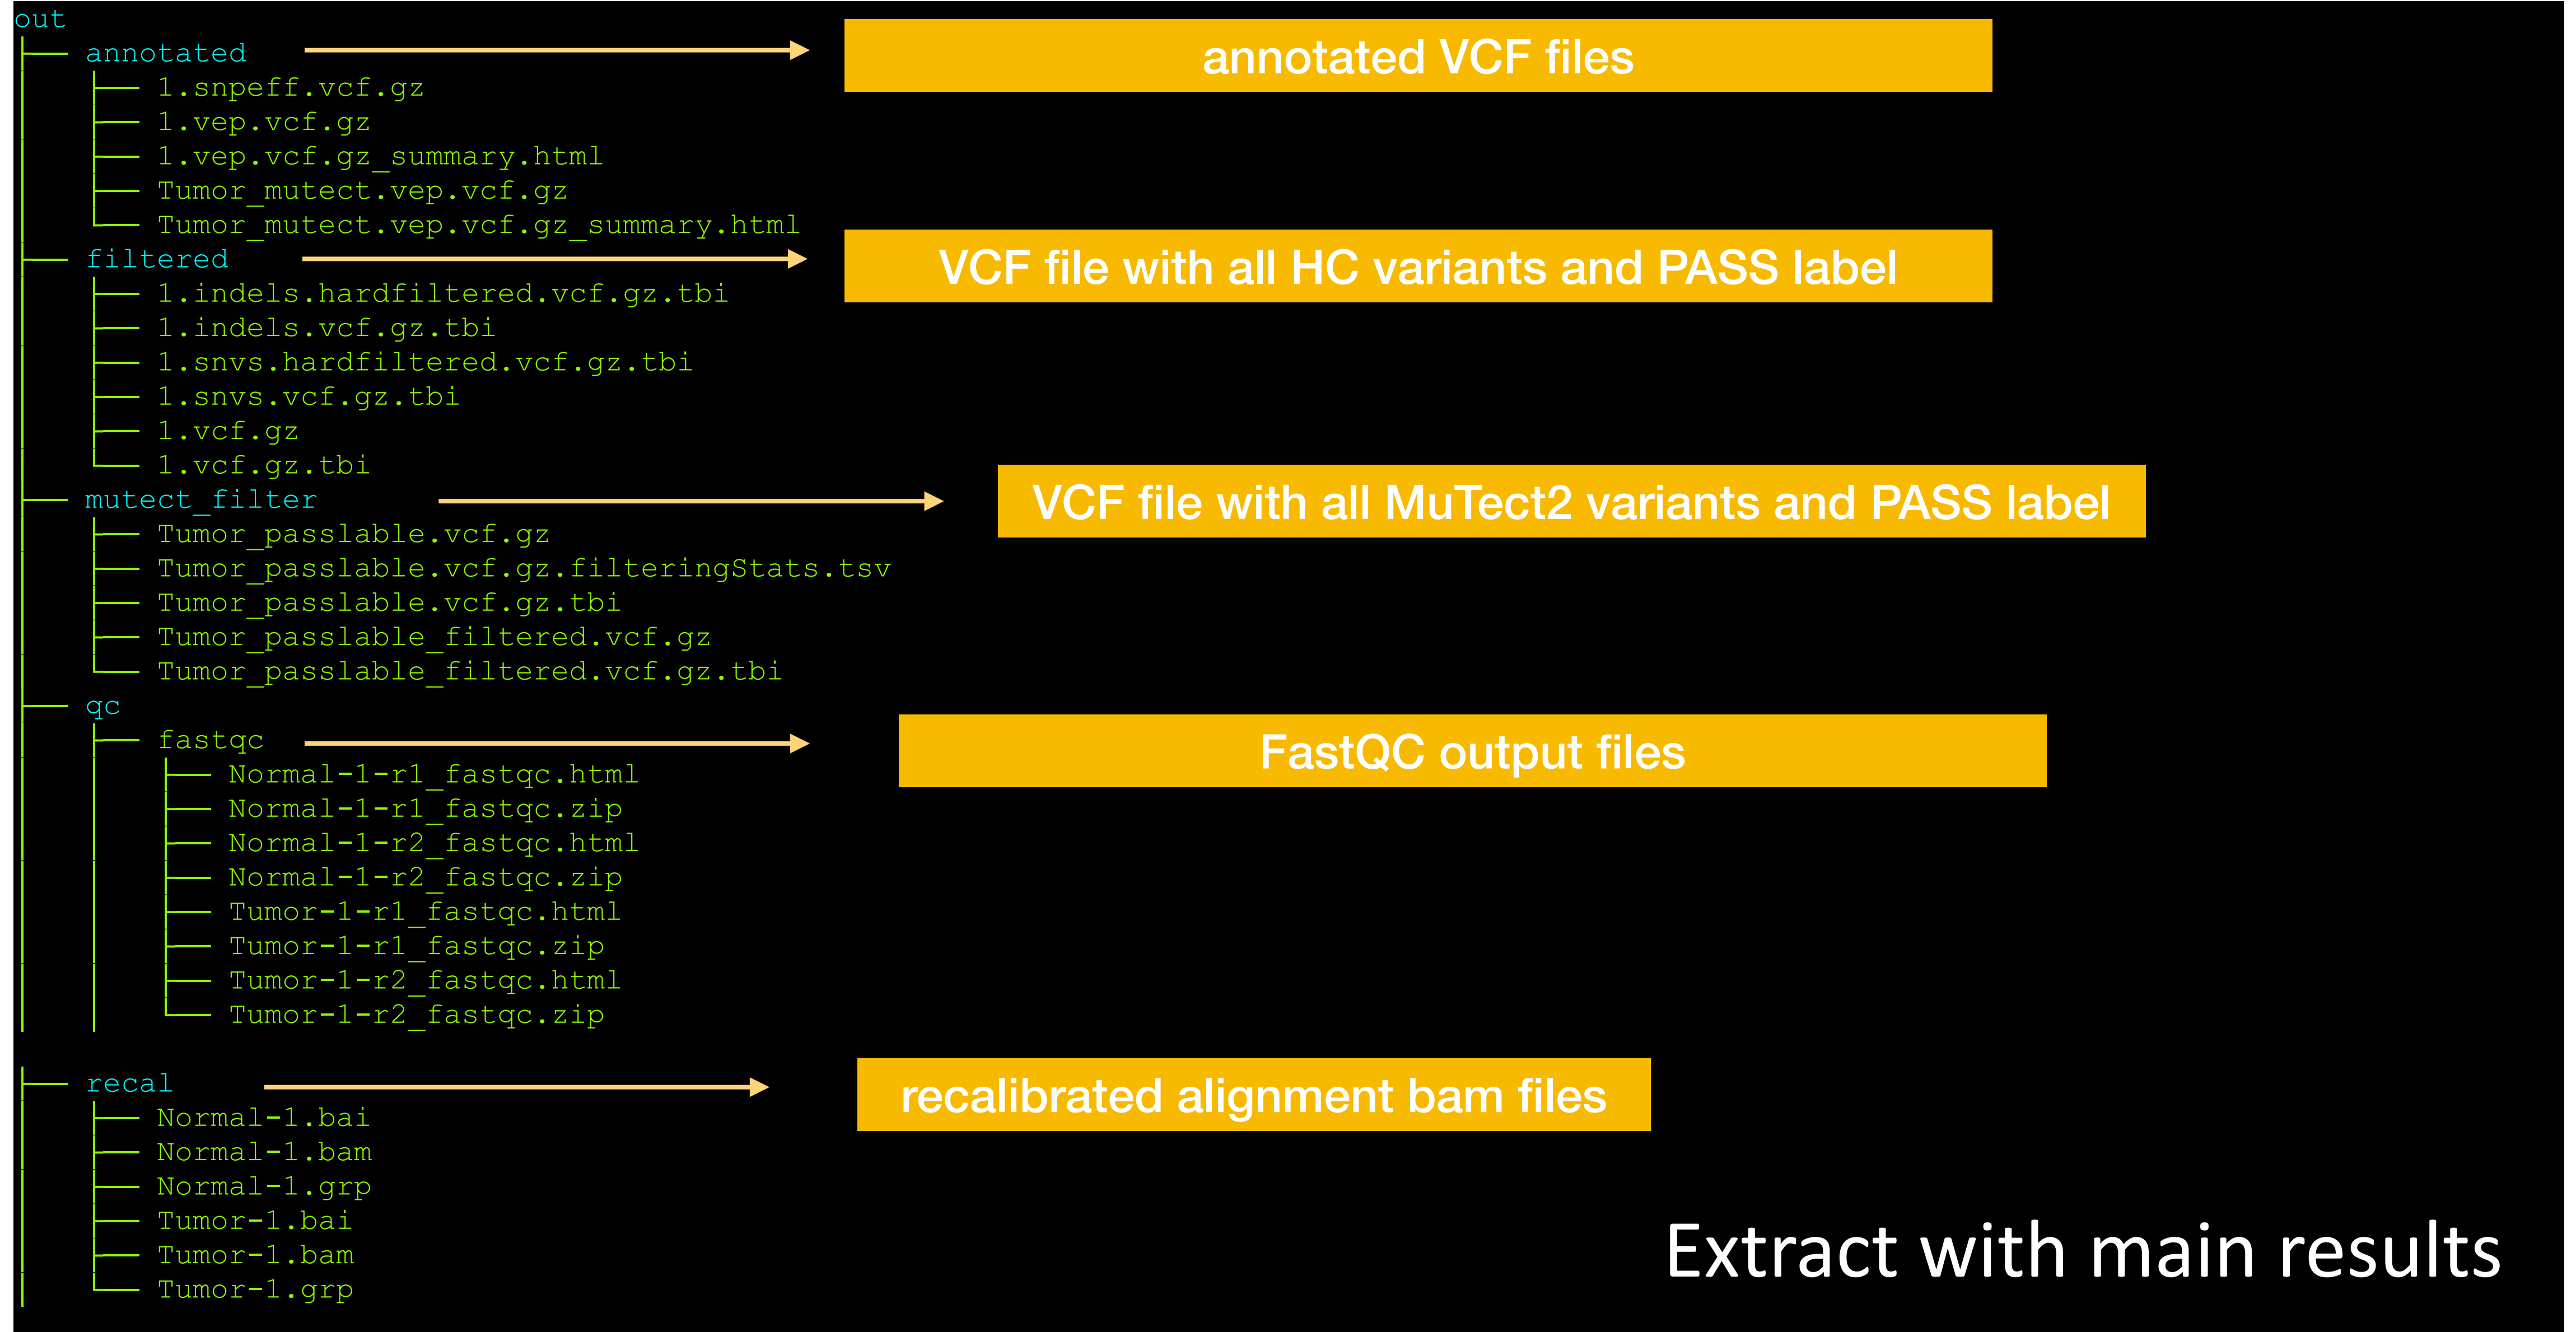 out
annotated
annotated VCF files
1.snpeff.vcf.gz
1.vep.vcf.gz
1.vep.vcf.gz_summary.html
Tumor_mutect.vep.vcf.gz
Tumor_mutect.vep.vcf.gz_summary.html
filtered
VCF file with all HC variants and PASS label
1.indels.hardfiltered.vcf.gz.tbi
1.indels.vcf.gz.tbi
1.snvs.hardfiltered.vcf.gz.tbi
1.snvs.vcf.gz.tbi
1.vcf.gz
1.vcf.gz.tbi
mutect_filter
VCF file with all MuTect2 variants and PASS label
Tumor_passlable.vcf.gz
Tumor_passlable.vcf.gz.filteringStats.tsv
Tumor_passlable.vcf.gz.tbi
Tumor_passlable_filtered.vcf.gz
Tumor_passlable_filtered.vcf.gz.tbi
qc
fastqc
FastQC output files
Normal-1-r1_fastqc.html
Normal-1-r1_fastqc.zip
Normal-1-r2_fastqc.html
Normal-1-r2_fastqc.zip
Tumor-1-r1_fastqc.html
Tumor-1-r1_fastqc.zip
Tumor-1-r2_fastqc.html
Tumor-1-r2_fastqc.zip
recal
recalibrated alignment bam files
Normal-1.bai
Normal-1.bam
Normal-1.grp
Tumor-1.bai
Tumor-1.bam
Tumor-1.grp
Extract with main results